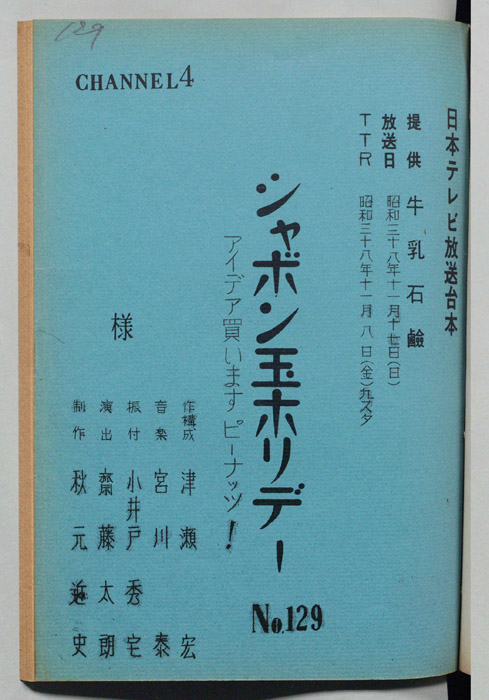 129
CHANNEL4
日本テレビ放送台本
提供 牛乳石鹼
放送日 昭和三十八年十一月十七日(日)
TTR 昭和三十八年十一月八日(金)九スタ
シャボン玉ホリデー
アイデア買います ピーナッツ!
No.129
様
作構成 津瀬宏
音楽 宮川泰
振付 小井戸秀宅
演出 齋藤太朗
制作 秋元近史